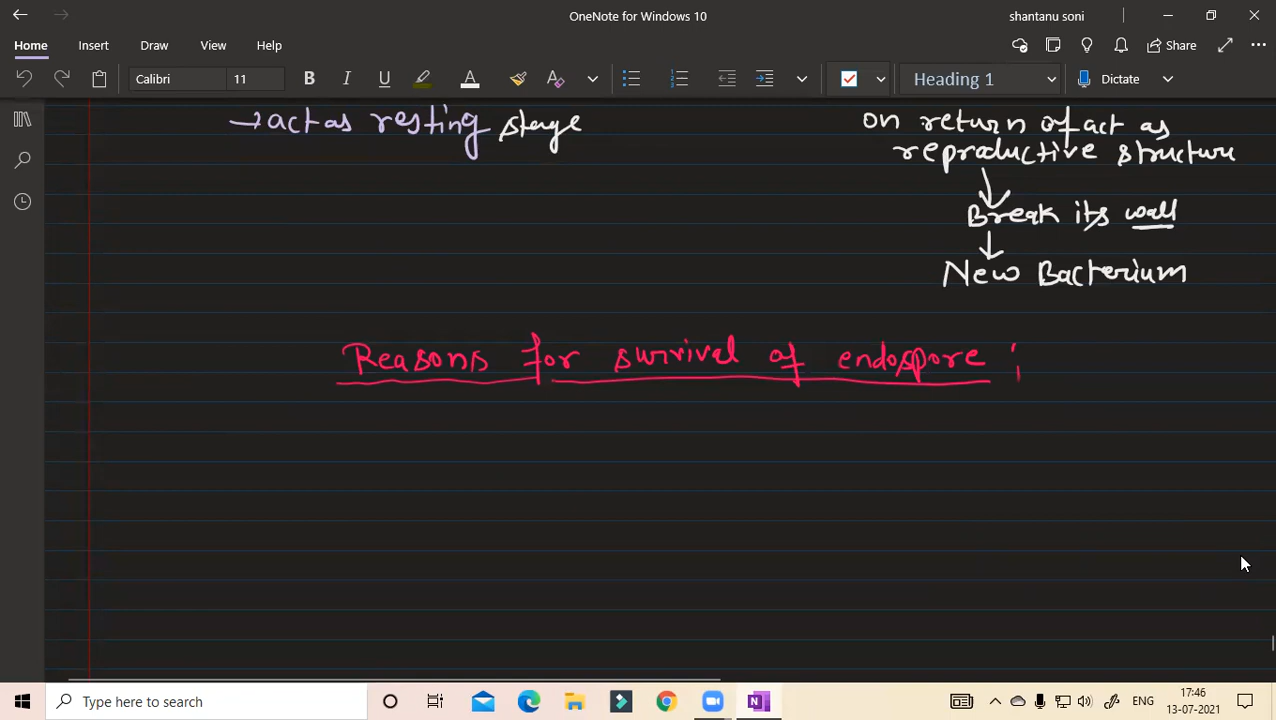 OneNote for Windows 10
shantanu soni
Home Insert Draw View Help
Share
Calibri 11 B I U A A Heading 1 Dictate
→ act as resting stage
on return of act as
reproductive structure
Break its wall
New Bacterium
Reasons for survival of endospore :
Type here to search
N
ENG
17:46
13-07-2021